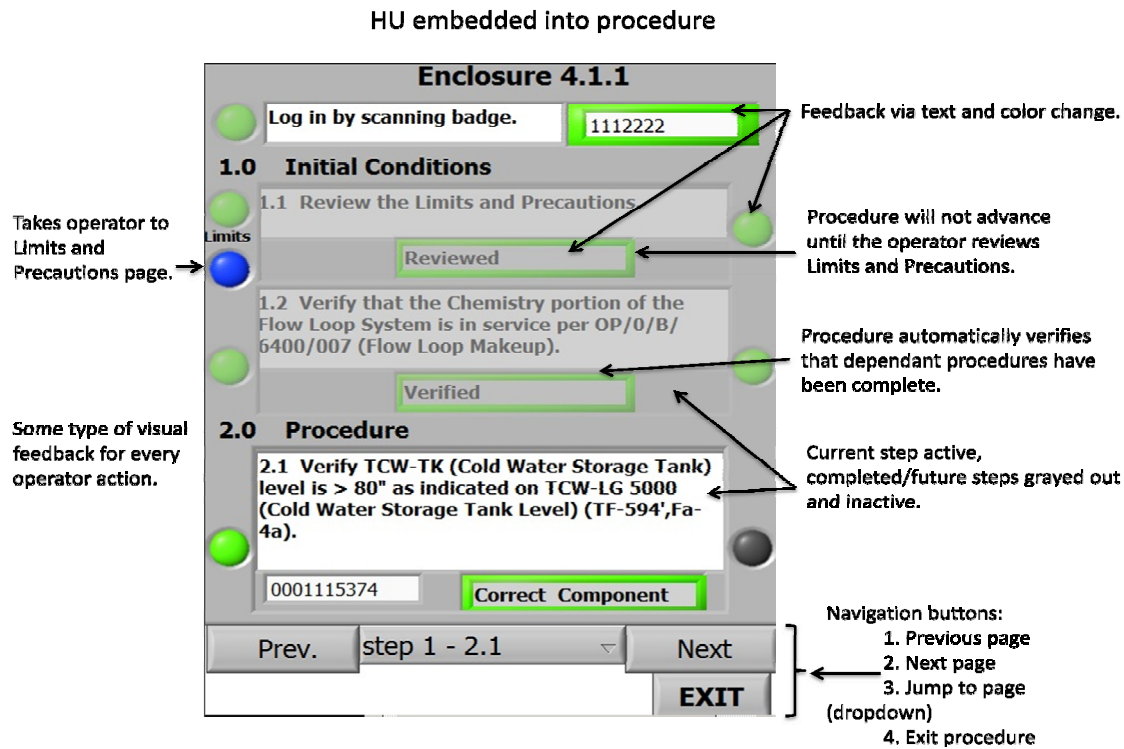 HU embedded into procedure
Enclosure 4.1.1
Log in by scanning badge.
1112222
Feedback via text and color change.
1.0 Initial Conditions
1.1 Review the Limits and Precautions.
Limits
Reviewed
Takes operator to
Limits and
Precautions page.
Procedure will not advance
until the operator reviews
Limits and Precautions.
1.2 Verify that the Chemistry portion of the
Flow Loop System is in service per OP/0/B/
6400/007 (Flow Loop Makeup).
Verified
Procedure automatically verifies
that dependant procedures have
been complete.
Some type of visual
feedback for every
operator action.
2.0 Procedure
2.1 Verify TCW-TK (Cold Water Storage Tank)
level is > 80" as indicated on TCW-LG 5000
(Cold Water Storage Tank Level) (TF-594',Fa-
4a).
Current step active,
completed/future steps grayed out
and inactive.
0001115374
Correct Component
Prev.
step 1 - 2.1
Next
EXIT
Navigation buttons:
1. Previous page
2. Next page
3. Jump to page
(dropdown)
4. Exit procedure